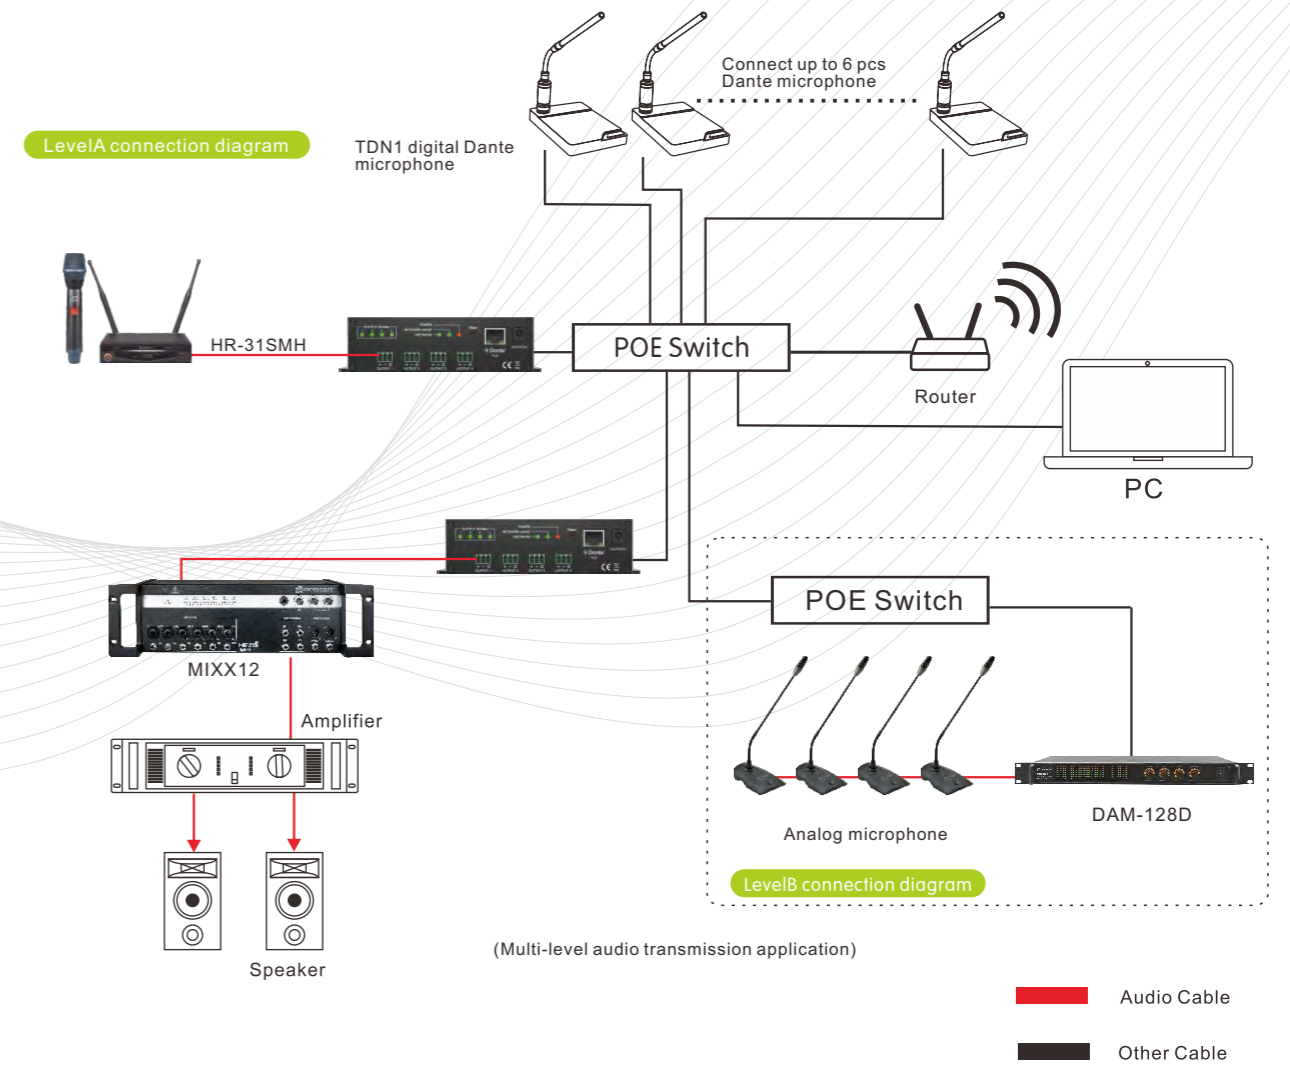 Connect up to 6 pcs
Dante microphone
LevelA connection diagram
TDN1 digital Dante
microphone
HR-31SMH
POE Switch
Router
PC
MIXX12
Amplifier
Speaker
POE Switch
Analog microphone
DAM-128D
LevelB connection diagram
(Multi-level audio transmission application)
Audio Cable
Other Cable